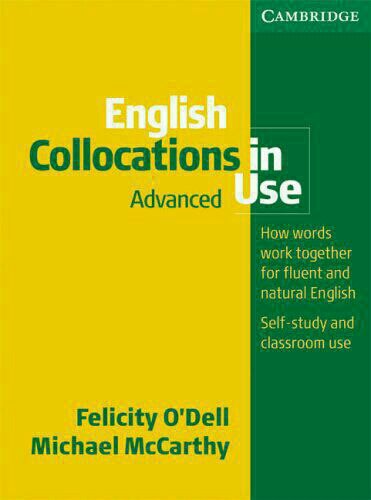 CAMBRIDGE
English
Collocations in
Advanced Use
How words
work together
for fluent and
natural English
Self-study and
classroom use
Felicity O'Dell
Michael McCarthy